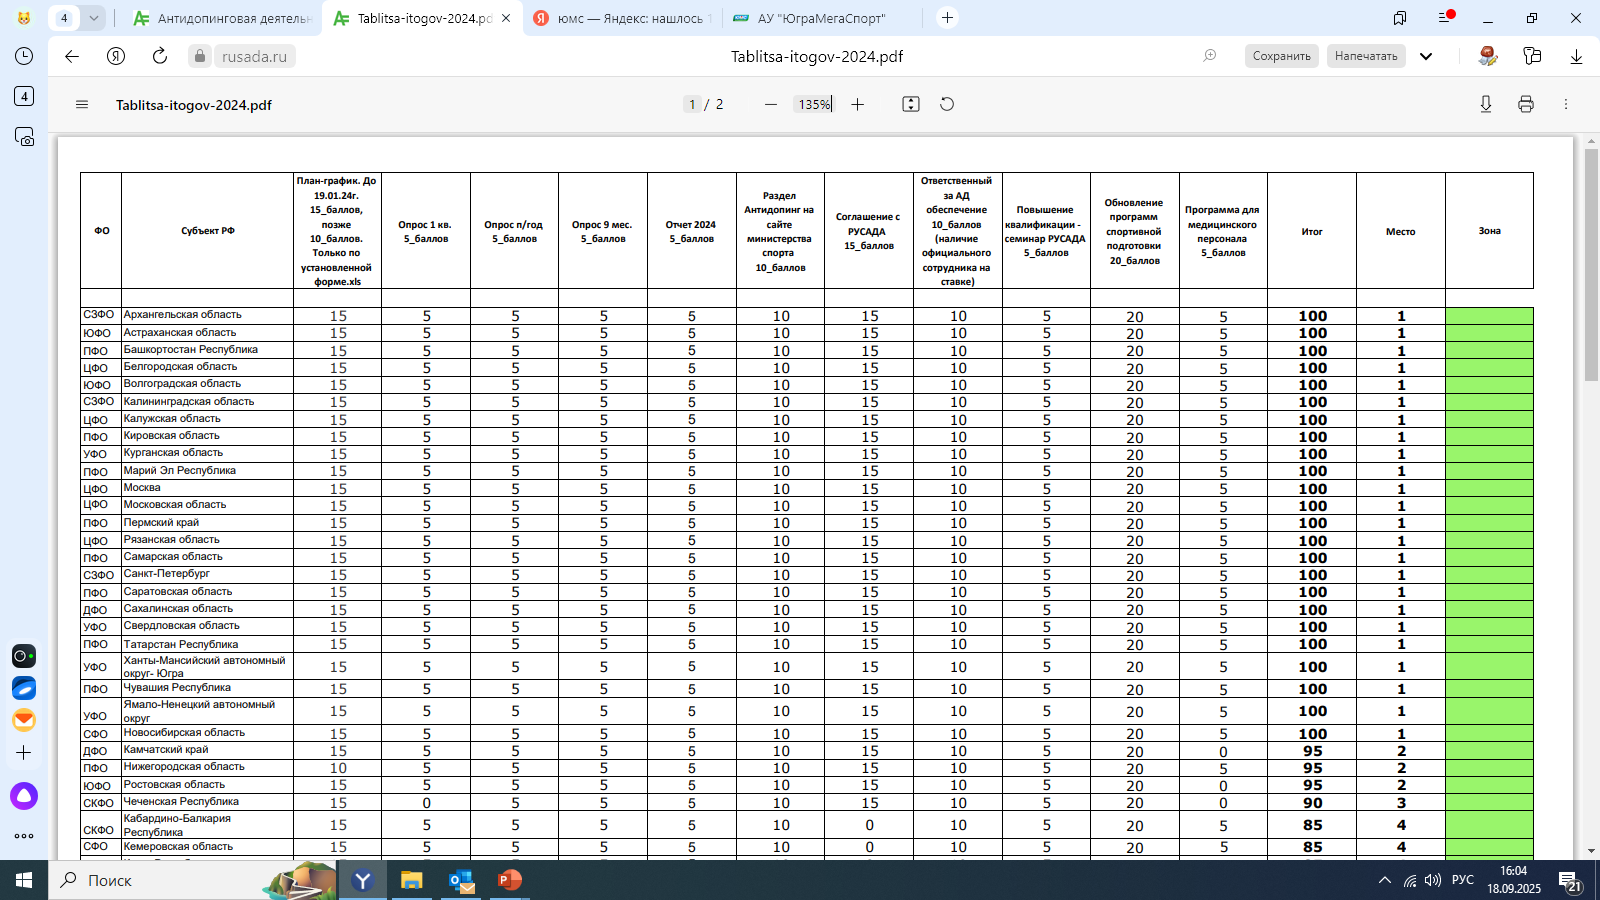 4
Антидопинговая деятельн
Tablitsa-itogov-2024.pd
юмс — Яндекс: нашлось
АУ "ЮграМегаСпорт"
rusada.ru
Tablitsa-itogov-2024.pdf
Сохранить
Напечатать
4
Tablitsa-itogov-2024.pdf
1 / 2
135%
ФО
Субъект РФ
План-график. До
19.01.24г.
15_баллов,
позже
10_баллов.
Только по
установленной
форме.xls
Опрос 1 кв.
5_баллов
Опрос п/год
5_баллов
Опрос 9 мес.
5_баллов
Отчет 2024
5_баллов
Раздел
Антидопинг на
сайте
министерства
спорта
10_баллов
Соглашение с
РУСАДА
15_баллов
Ответственный
за АД
обеспечение
10_баллов
(наличие
официального
сотрудника на
ставке)
Повышение
квалификации -
семинар РУСАДА
5_баллов
Обновление
программ
спортивной
подготовки
20_баллов
Программа для
медицинского
персонала
5_баллов
Итог
Место
Зона
СЗФО Архангельская область 15 5 5 5 5 10 15 10 5 20 5 100 1
ЮФО Астраханская область 15 5 5 5 5 10 15 10 5 20 5 100 1
ПФО Башкортостан Республика 15 5 5 5 5 10 15 10 5 20 5 100 1
ЦФО Белгородская область 15 5 5 5 5 10 15 10 5 20 5 100 1
ЮФО Волгоградская область 15 5 5 5 5 10 15 10 5 20 5 100 1
СЗФО Калининградская область 15 5 5 5 5 10 15 10 5 20 5 100 1
ЦФО Калужская область 15 5 5 5 5 10 15 10 5 20 5 100 1
ПФО Кировская область 15 5 5 5 5 10 15 10 5 20 5 100 1
УФО Курганская область 15 5 5 5 5 10 15 10 5 20 5 100 1
ПФО Марий Эл Республика 15 5 5 5 5 10 15 10 5 20 5 100 1
ЦФО Москва 15 5 5 5 5 10 15 10 5 20 5 100 1
ЦФО Московская область 15 5 5 5 5 10 15 10 5 20 5 100 1
ПФО Пермский край 15 5 5 5 5 10 15 10 5 20 5 100 1
ЦФО Рязанская область 15 5 5 5 5 10 15 10 5 20 5 100 1
ПФО Самарская область 15 5 5 5 5 10 15 10 5 20 5 100 1
СЗФО Санкт-Петербург 15 5 5 5 5 10 15 10 5 20 5 100 1
ПФО Саратовская область 15 5 5 5 5 10 15 10 5 20 5 100 1
ДФО Сахалинская область 15 5 5 5 5 10 15 10 5 20 5 100 1
УФО Свердловская область 15 5 5 5 5 10 15 10 5 20 5 100 1
ПФО Татарстан Республика 15 5 5 5 5 10 15 10 5 20 5 100 1
Ханты-Мансийский автономный
УФО округ- Югра 15 5 5 5 5 10 15 10 5 20 5 100 1
ПФО Чувашия Республика 15 5 5 5 5 10 15 10 5 20 5 100 1
Ямало-Ненецкий автономный
УФО округ 15 5 5 5 5 10 15 10 5 20 5 100 1
СФО Новосибирская область 15 5 5 5 5 10 15 10 5 20 5 100 1
ДФО Камчатский край 15 5 5 5 5 10 15 10 5 20 0 95 2
ПФО Нижегородская область 10 5 5 5 5 10 15 10 5 20 5 95 2
ЮФО Ростовская область 15 5 5 5 5 10 15 10 5 20 0 95 2
СКФО Чеченская Республика 15 0 5 5 5 10 15 10 5 20 0 90 3
Кабардино-Балкария
СКФО Республика 15 5 5 5 5 10 0 10 5 20 5 85 4
СФО Кемеровская область 15 5 5 5 5 10 0 10 5 20 5 85 4
Поиск
РУС
16:04
18.09.2025
21